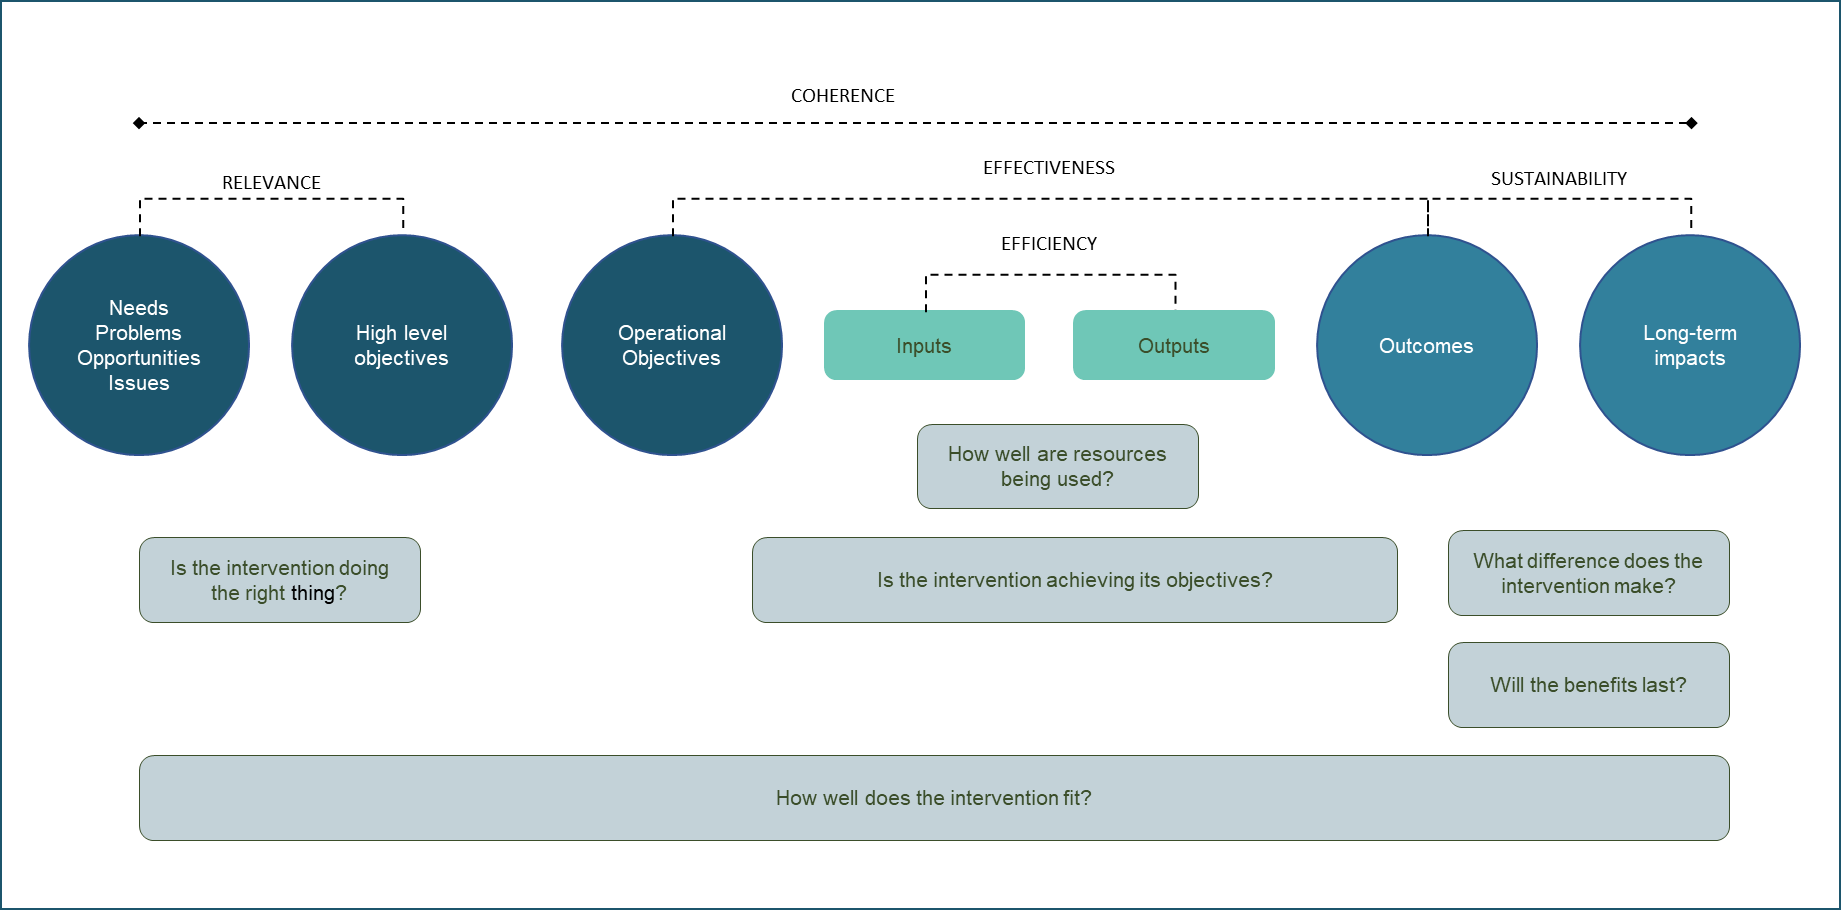 COHERENCE
EFFECTIVENESS
RELEVANCE
SUSTAINABILITY
EFFICIENCY
Needs
Problems
Opportunities
Issues
High level
objectives
Operational
Objectives
Inputs
Outputs
Outcomes
Long-term
impacts
How well are resources
being used?
Is the intervention doing
the right thing?
Is the intervention achieving its objectives?
What difference does the
intervention make?
Will the benefits last?
How well does the intervention fit?